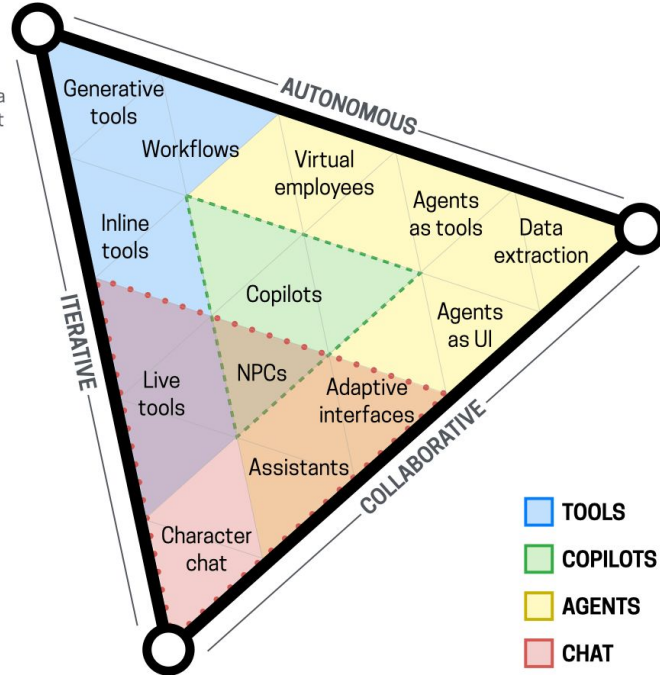 a
t
AUTONOMOUS
Generative
tools
Workflows
Virtual
employees
Agents
as tools
Data
extraction
Inline
tools
Copilots
Agents
as UI
ITERATIVE
Live
tools
NPCs
Adaptive
interfaces
COLLABORATIVE
Assistants
Character
chat
TOOLS
COPILOTS
AGENTS
CHAT